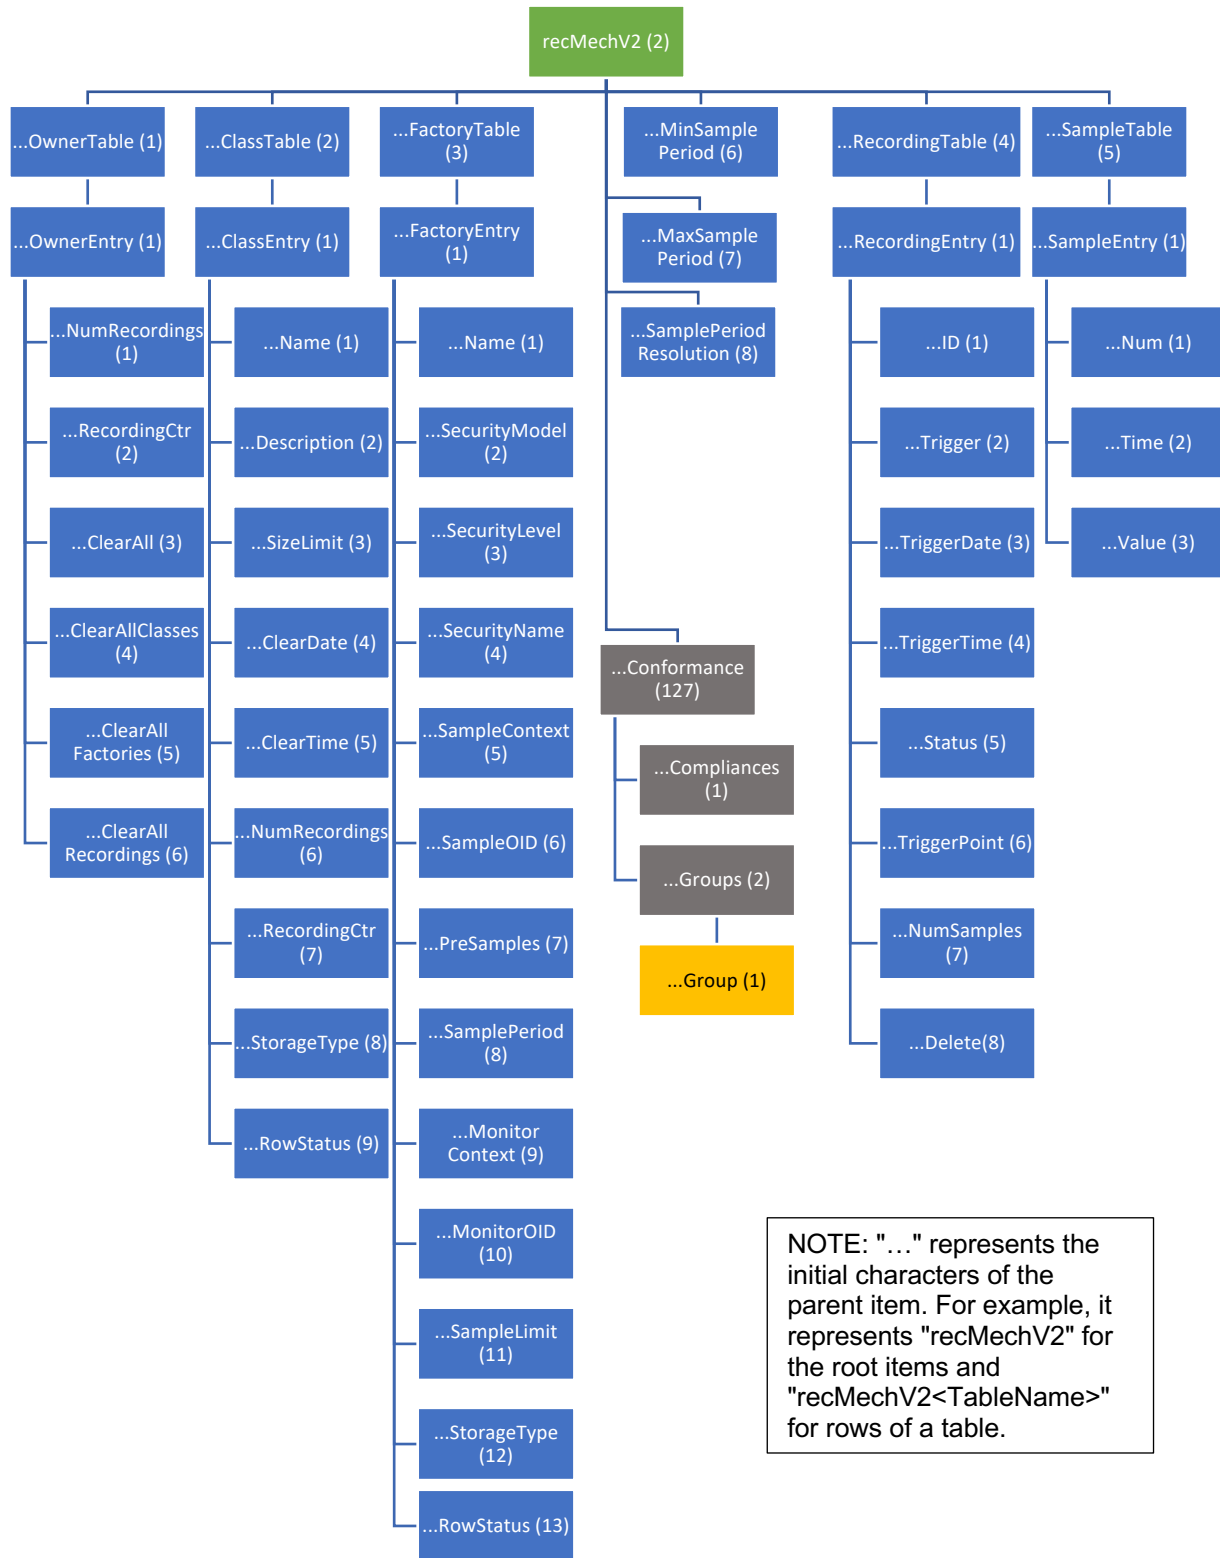 recMechV2 (2)
...OwnerTable (1)
...OwnerEntry (1)
...NumRecordings
(1)
...RecordingCtr
(2)
...ClearAll (3)
...ClearAllClasses
(4)
...ClearAll
Factories (5)
...ClearAll
Recordings (6)
...ClassTable (2)
...ClassEntry (1)
...Name (1)
...Description (2)
...SizeLimit (3)
...ClearDate (4)
...ClearTime (5)
...NumRecordings
(6)
...RecordingCtr
(7)
...StorageType (8)
...RowStatus (9)
...FactoryTable
(3)
...FactoryEntry
(1)
...Name (1)
...SecurityModel
(2)
...SecurityLevel
(3)
...SecurityName
(4)
...SampleContext
(5)
...SampleOID (6)
...PreSamples (7)
...SamplePeriod
(8)
...Monitor
Context (9)
...MonitorOID
(10)
...SampleLimit
(11)
...StorageType
(12)
...RowStatus (13)
...MinSample
Period (6)
...MaxSample
Period (7)
...SamplePeriod
Resolution (8)
...Conformance
(127)
...Compliances
(1)
...Groups (2)
...Group (1)
...RecordingTable (4)
...RecordingEntry (1)
...ID (1)
...Trigger (2)
...TriggerDate (3)
...TriggerTime (4)
...Status (5)
...TriggerPoint (6)
...NumSamples
(7)
...Delete(8)
...SampleTable
(5)
...SampleEntry (1)
...Num (1)
...Time (2)
...Value (3)
NOTE: "…" represents the
initial characters of the
parent item. For example, it
represents "recMechV2" for
the root items and
"recMechV2<TableName>"
for rows of a table.